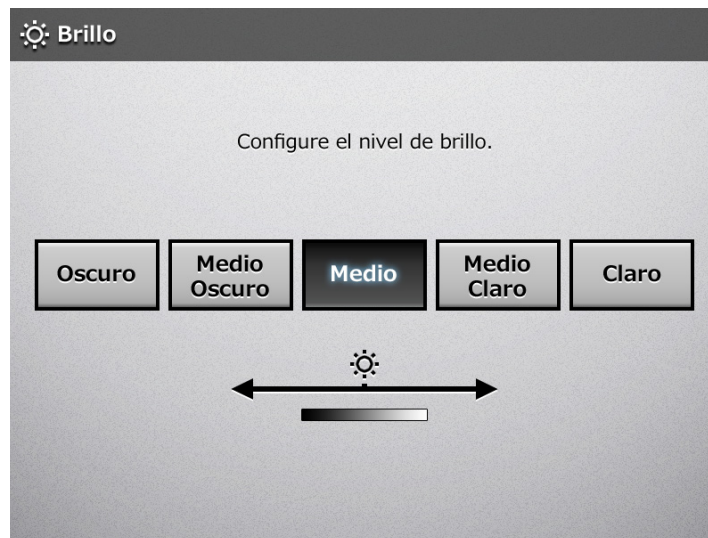 Brillo
Configure el nivel de brillo.
Oscuro
Medio
Oscuro
Medio
Medio
Claro
Claro